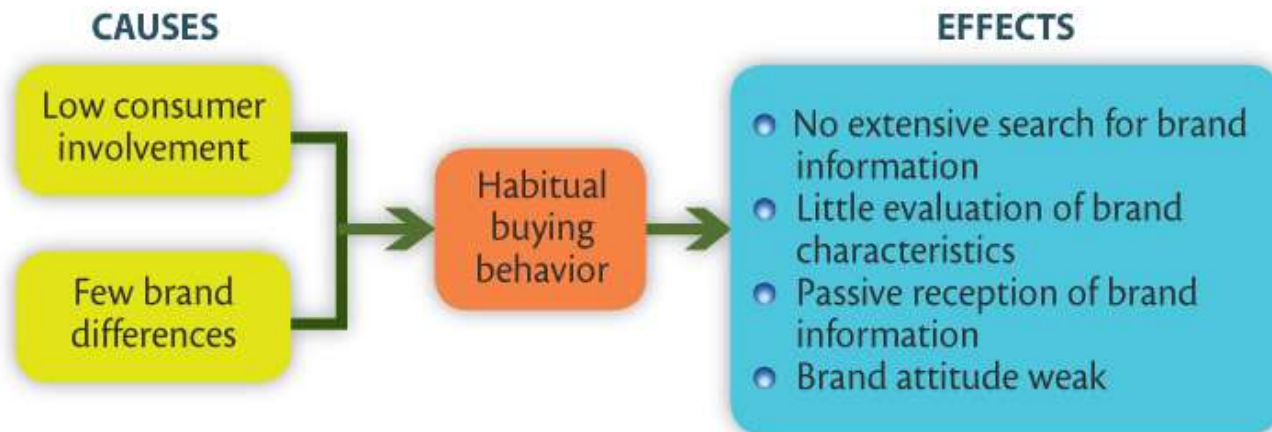 CAUSES
Low consumer
involvement
Few brand
differences
Habitual
buying
behavior
EFFECTS
No extensive search for brand
information
Little evaluation of brand
characteristics
Passive reception of brand
information
Brand attitude weak